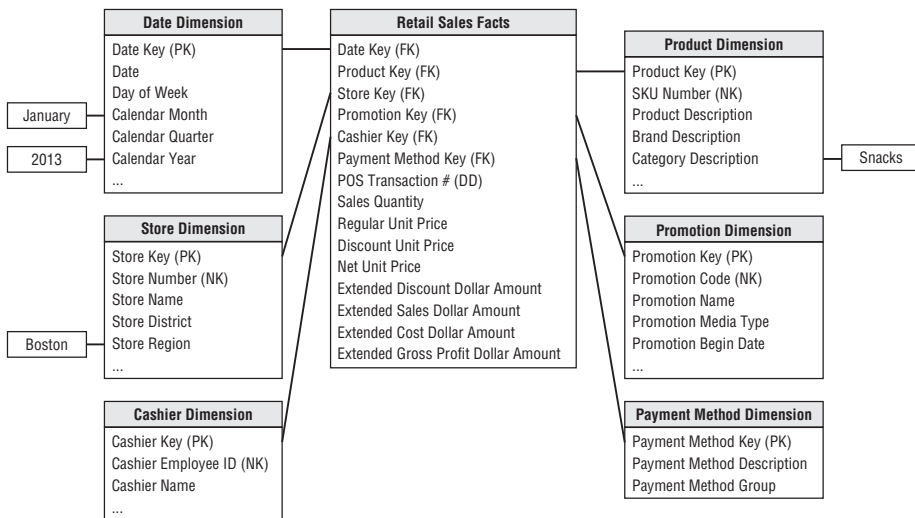 Date Dimension
Date Key (PK)
Date
Day of Week
Calendar Month
Calendar Quarter
Calendar Year
...
January
2013
Store Dimension
Store Key (PK)
Store Number (NK)
Store Name
Store District
Store Region
...
Boston
Cashier Dimension
Cashier Key (PK)
Cashier Employee ID (NK)
Cashier Name
...
Retail Sales Facts
Date Key (FK)
Product Key (FK)
Store Key (FK)
Promotion Key (FK)
Cashier Key (FK)
Payment Method Key (FK)
POS Transaction # (DD)
Sales Quantity
Regular Unit Price
Discount Unit Price
Net Unit Price
Extended Discount Dollar Amount
Extended Sales Dollar Amount
Extended Cost Dollar Amount
Extended Gross Profit Dollar Amount
Product Dimension
Product Key (PK)
SKU Number (NK)
Product Description
Brand Description
Category Description
...
Snacks
Promotion Dimension
Promotion Key (PK)
Promotion Code (NK)
Promotion Name
Promotion Media Type
Promotion Begin Date
...
Payment Method Dimension
Payment Method Key (PK)
Payment Method Description
Payment Method Group